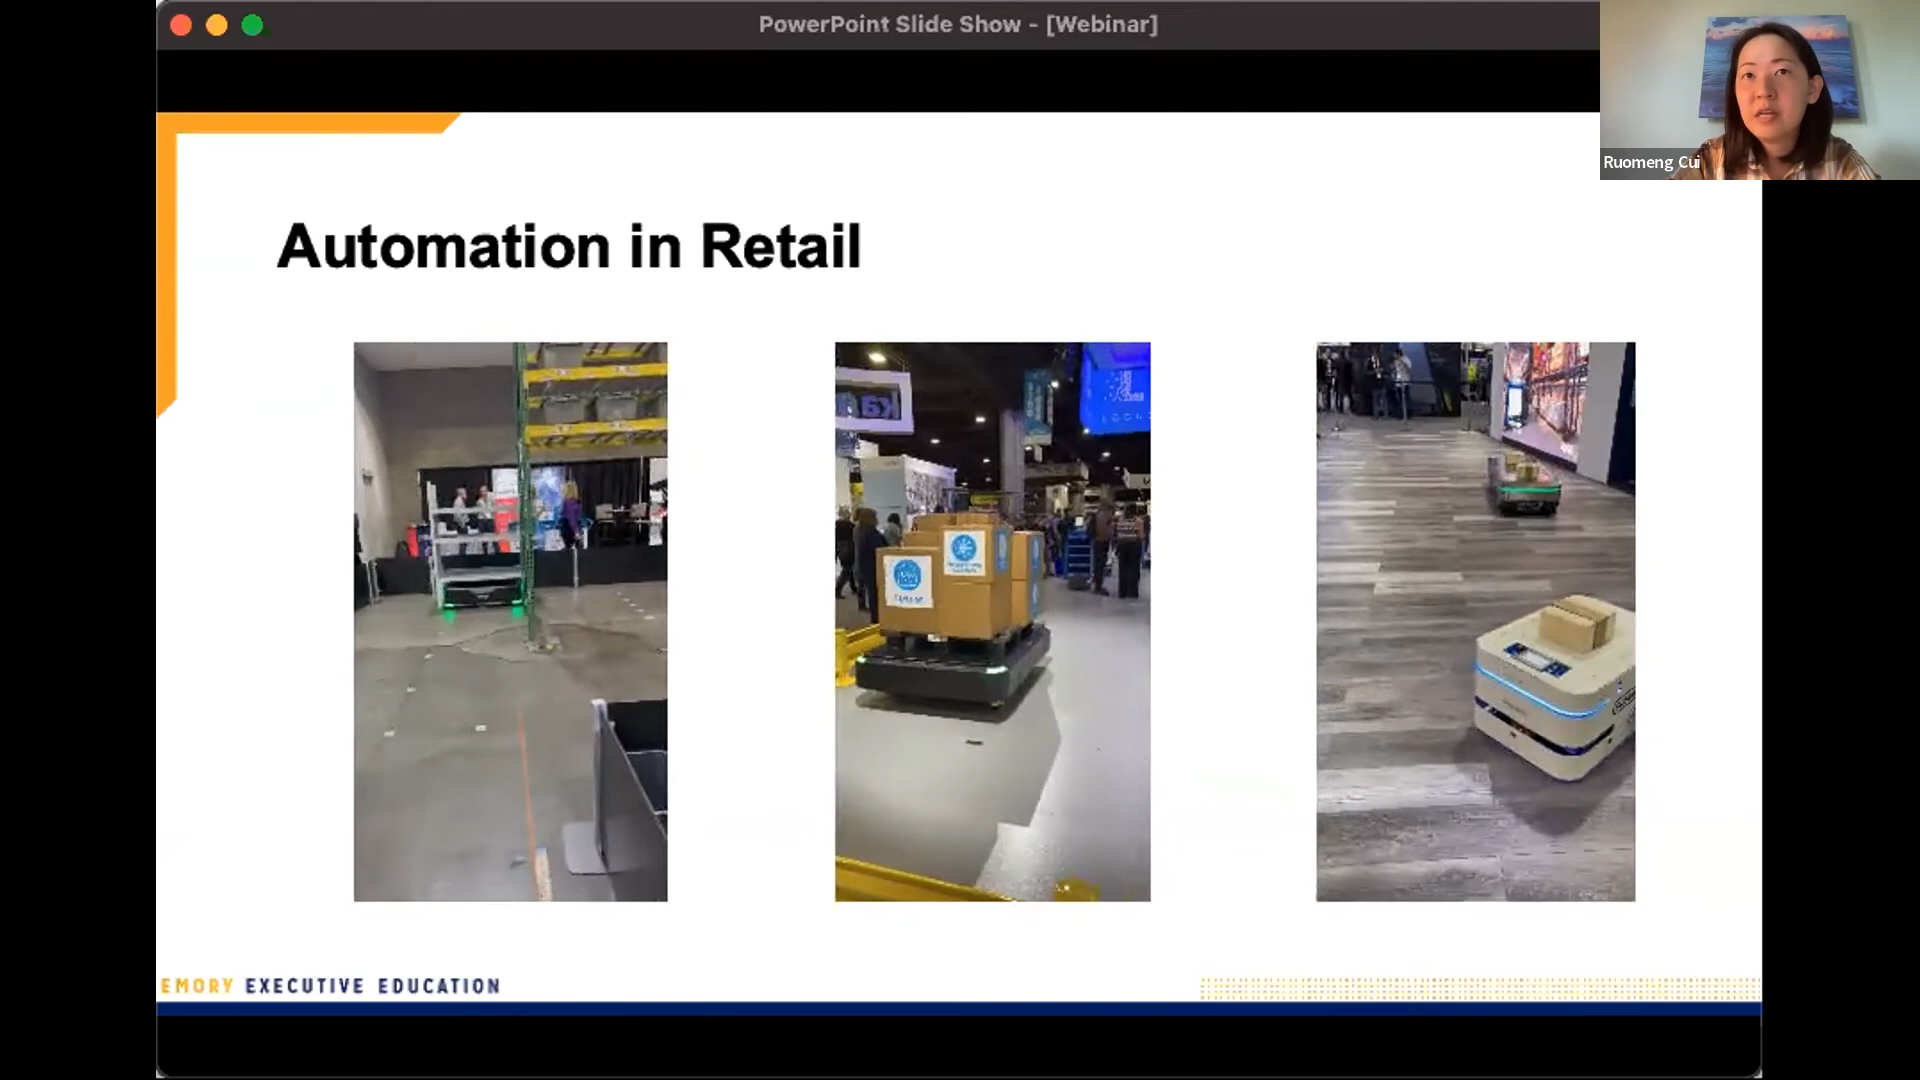 PowerPoint Slide Show - [Webinar]
Ruomeng Cui
Automation in Retail
EMORY EXECUTIVE EDUCATION